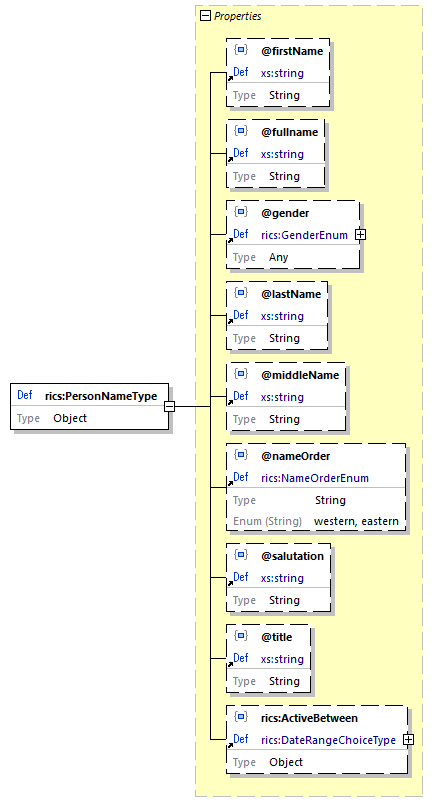 Properties
@firstName
Def xs:string
Type String
@fullname
Def xs:string
Type String
@gender
Def rics:GenderEnum
Type Any
@lastName
Def xs:string
Type String
Def rics:PersonNameType
Type Object
@middleName
Def xs:string
Type String
@nameOrder
Def rics:NameOrderEnum
Type String
Enum (String) western, eastern
@salutation
Def xs:string
Type String
@title
Def xs:string
Type String
rics:ActiveBetween
Def rics:DateRangeChoiceType
Type Object